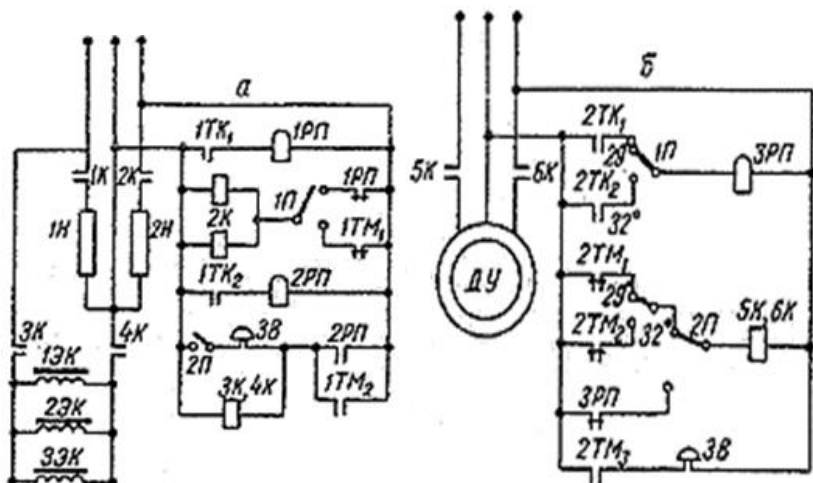 а
1ТК₁ 1РП
1К 2К
2К 1П 1РП
1Н 2Н
1ТМ₁
1ТК₂ 2РП
3К 4К
2П ЗВ 2РП
1ЭК
3К,4К 1ТМ₂
2ЭК
3ЭК
б
2ТК₁
29 1П 3РП
5К 6К
2ТК₂
32°
ДУ
2ТМ₁
29
2ТМ₂ 32° 2П 5К,6К
3РП
2ТМ₃ ЗВ